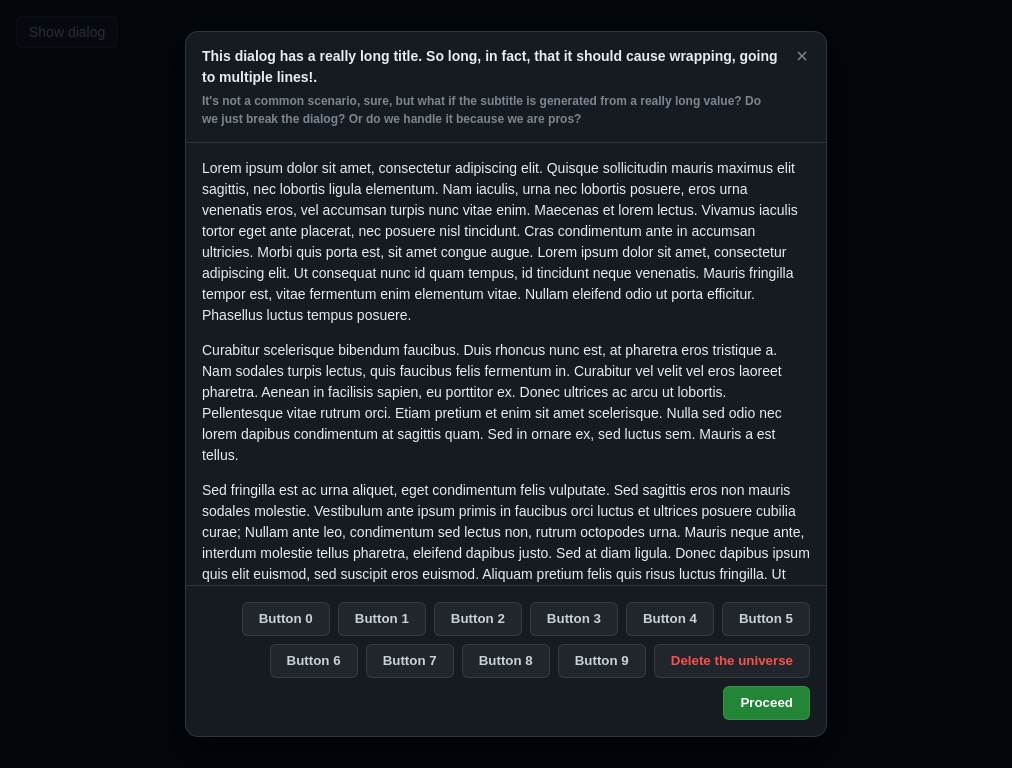 Show dialog
This dialog has a really long title. So long, in fact, that it should cause wrapping, going
to multiple lines!.
It's not a common scenario, sure, but what if the subtitle is generated from a really long value? Do
we just break the dialog? Or do we handle it because we are pros?
Lorem ipsum dolor sit amet, consectetur adipiscing elit. Quisque sollicitudin mauris maximus elit
sagittis, nec lobortis ligula elementum. Nam iaculis, urna nec lobortis posuere, eros urna
venenatis eros, vel accumsan turpis nunc vitae enim. Maecenas et lorem lectus. Vivamus iaculis
tortor eget ante placerat, nec posuere nisl tincidunt. Cras condimentum ante in accumsan
ultricies. Morbi quis porta est, sit amet congue augue. Lorem ipsum dolor sit amet, consectetur
adipiscing elit. Ut consequat nunc id quam tempus, id tincidunt neque venenatis. Mauris fringilla
tempor est, vitae fermentum enim elementum vitae. Nullam eleifend odio ut porta efficitur.
Phasellus luctus tempus posuere.
Curabitur scelerisque bibendum faucibus. Duis rhoncus nunc est, at pharetra eros tristique a.
Nam sodales turpis lectus, quis faucibus felis fermentum in. Curabitur vel velit vel eros laoreet
pharetra. Aenean in facilisis sapien, eu porttitor ex. Donec ultrices ac arcu ut lobortis.
Pellentesque vitae rutrum orci. Etiam pretium et enim sit amet scelerisque. Nulla sed odio nec
lorem dapibus condimentum at sagittis quam. Sed in ornare ex, sed luctus sem. Mauris a est
tellus.
Sed fringilla est ac urna aliquet, eget condimentum felis vulputate. Sed sagittis eros non mauris
sodales molestie. Vestibulum ante ipsum primis in faucibus orci luctus et ultrices posuere cubilia
curae; Nullam ante leo, condimentum sed lectus non, rutrum octopodes urna. Mauris neque ante,
interdum molestie tellus pharetra, eleifend dapibus justo. Sed at diam ligula. Donec dapibus ipsum
quis elit euismod, sed suscipit eros euismod. Aliquam pretium felis quis risus luctus fringilla. Ut
Button 0 Button 1 Button 2 Button 3 Button 4 Button 5
Button 6 Button 7 Button 8 Button 9 Delete the universe
Proceed